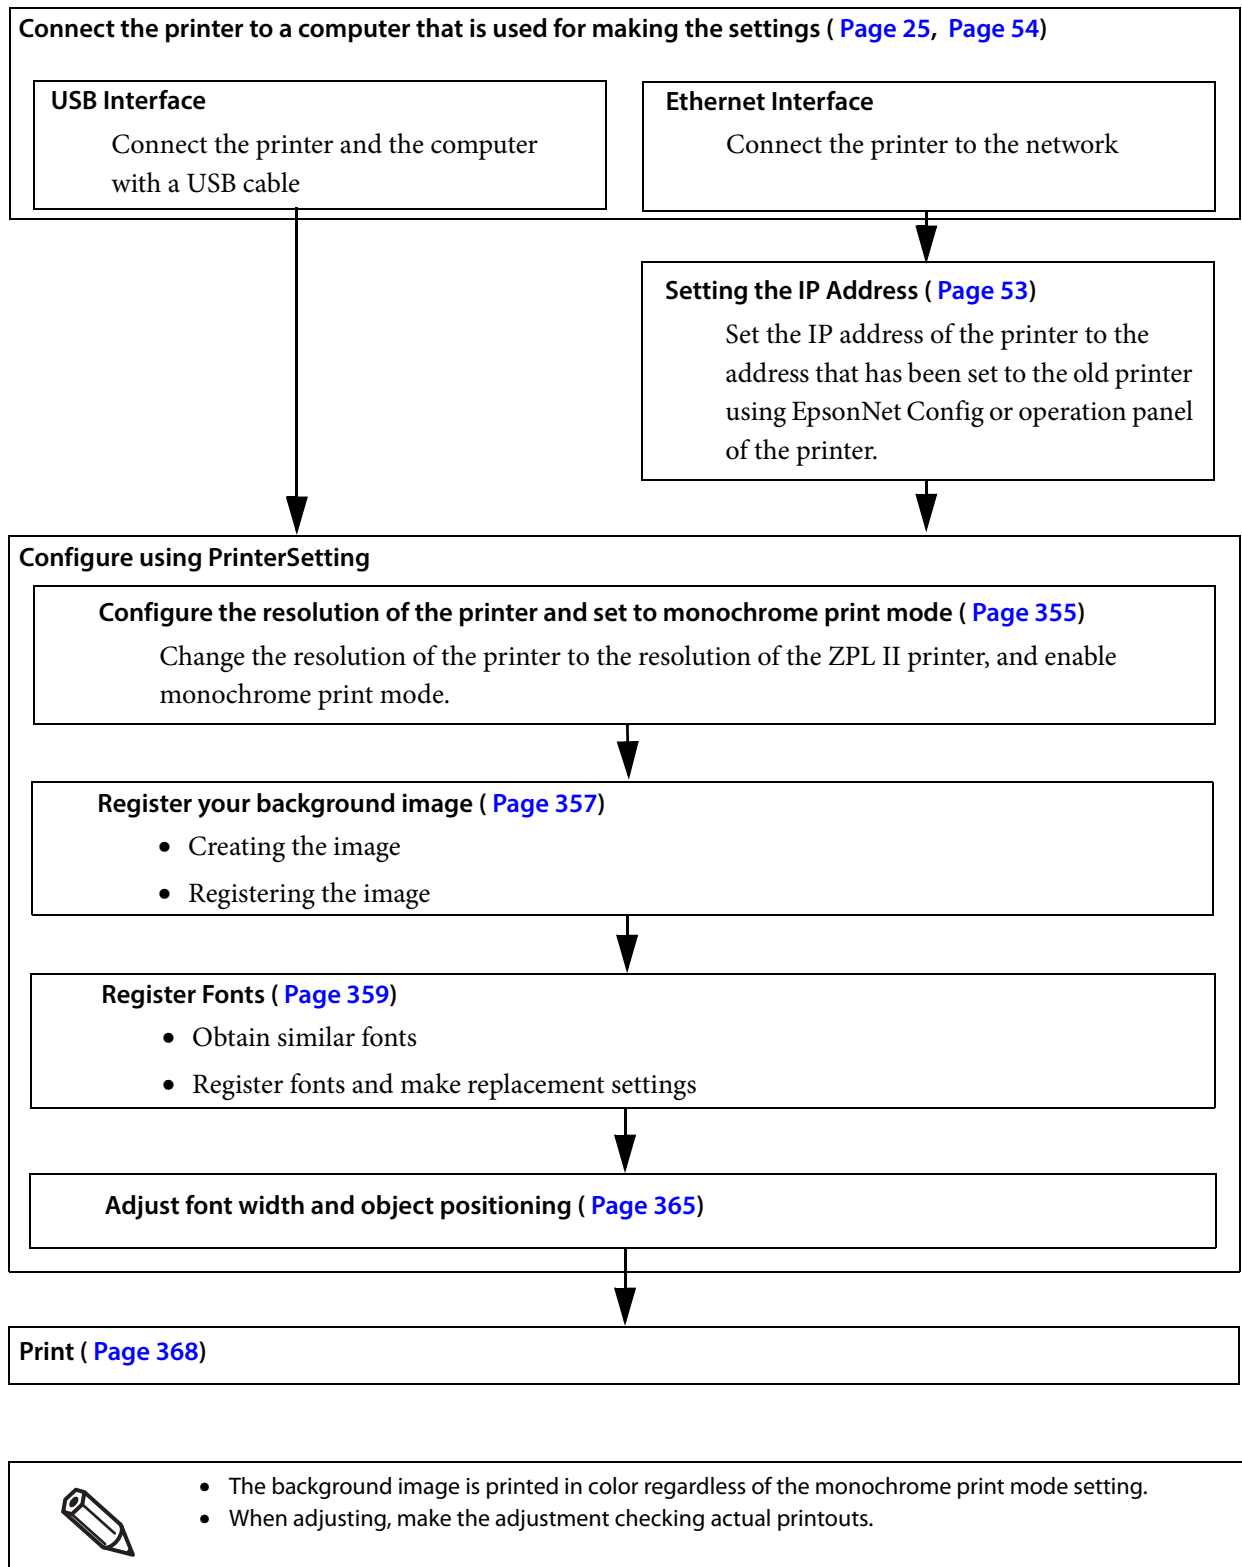 Connect the printer to a computer that is used for making the settings ( Page 25, Page 54)
USB Interface
Connect the printer and the computer
with a USB cable
Ethernet Interface
Connect the printer to the network
Setting the IP Address ( Page 53)
Set the IP address of the printer to the
address that has been set to the old printer
using EpsonNet Config or operation panel
of the printer.
Configure using PrinterSetting
Configure the resolution of the printer and set to monochrome print mode ( Page 355)
Change the resolution of the printer to the resolution of the ZPL II printer, and enable
monochrome print mode.
Register your background image ( Page 357)
• Creating the image
• Registering the image
Register Fonts ( Page 359)
• Obtain similar fonts
• Register fonts and make replacement settings
Adjust font width and object positioning ( Page 365)
Print ( Page 368)
• The background image is printed in color regardless of the monochrome print mode setting.
• When adjusting, make the adjustment checking actual printouts.